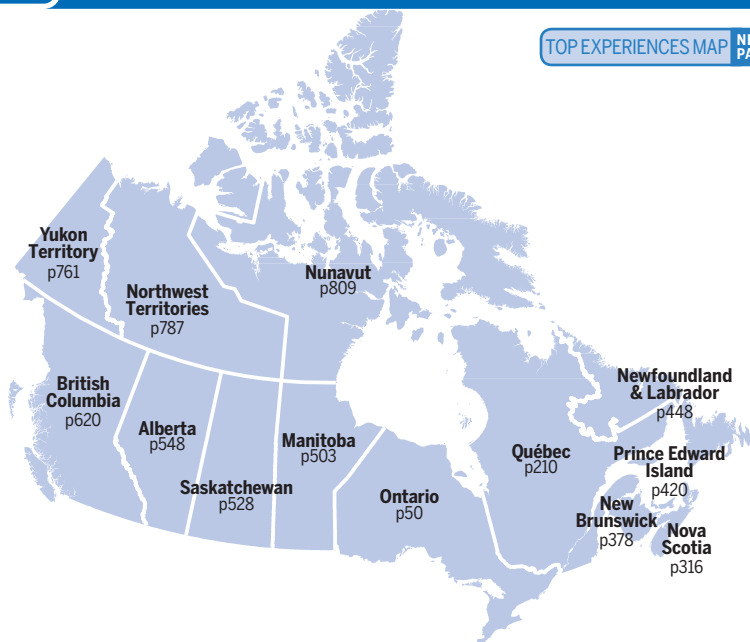 TOP EXPERIENCES MAP
Yukon
Territory
p761
Northwest
Territories
p787
Nunavut
p809
British
Columbia
p620
Alberta
p548
Saskatchewan
p528
Manitoba
p503
Ontario
p50
Québec
p210
Newfoundland
& Labrador
p448
Prince Edward
Island
p420
New
Brunswick
p378
Nova
Scotia
p316